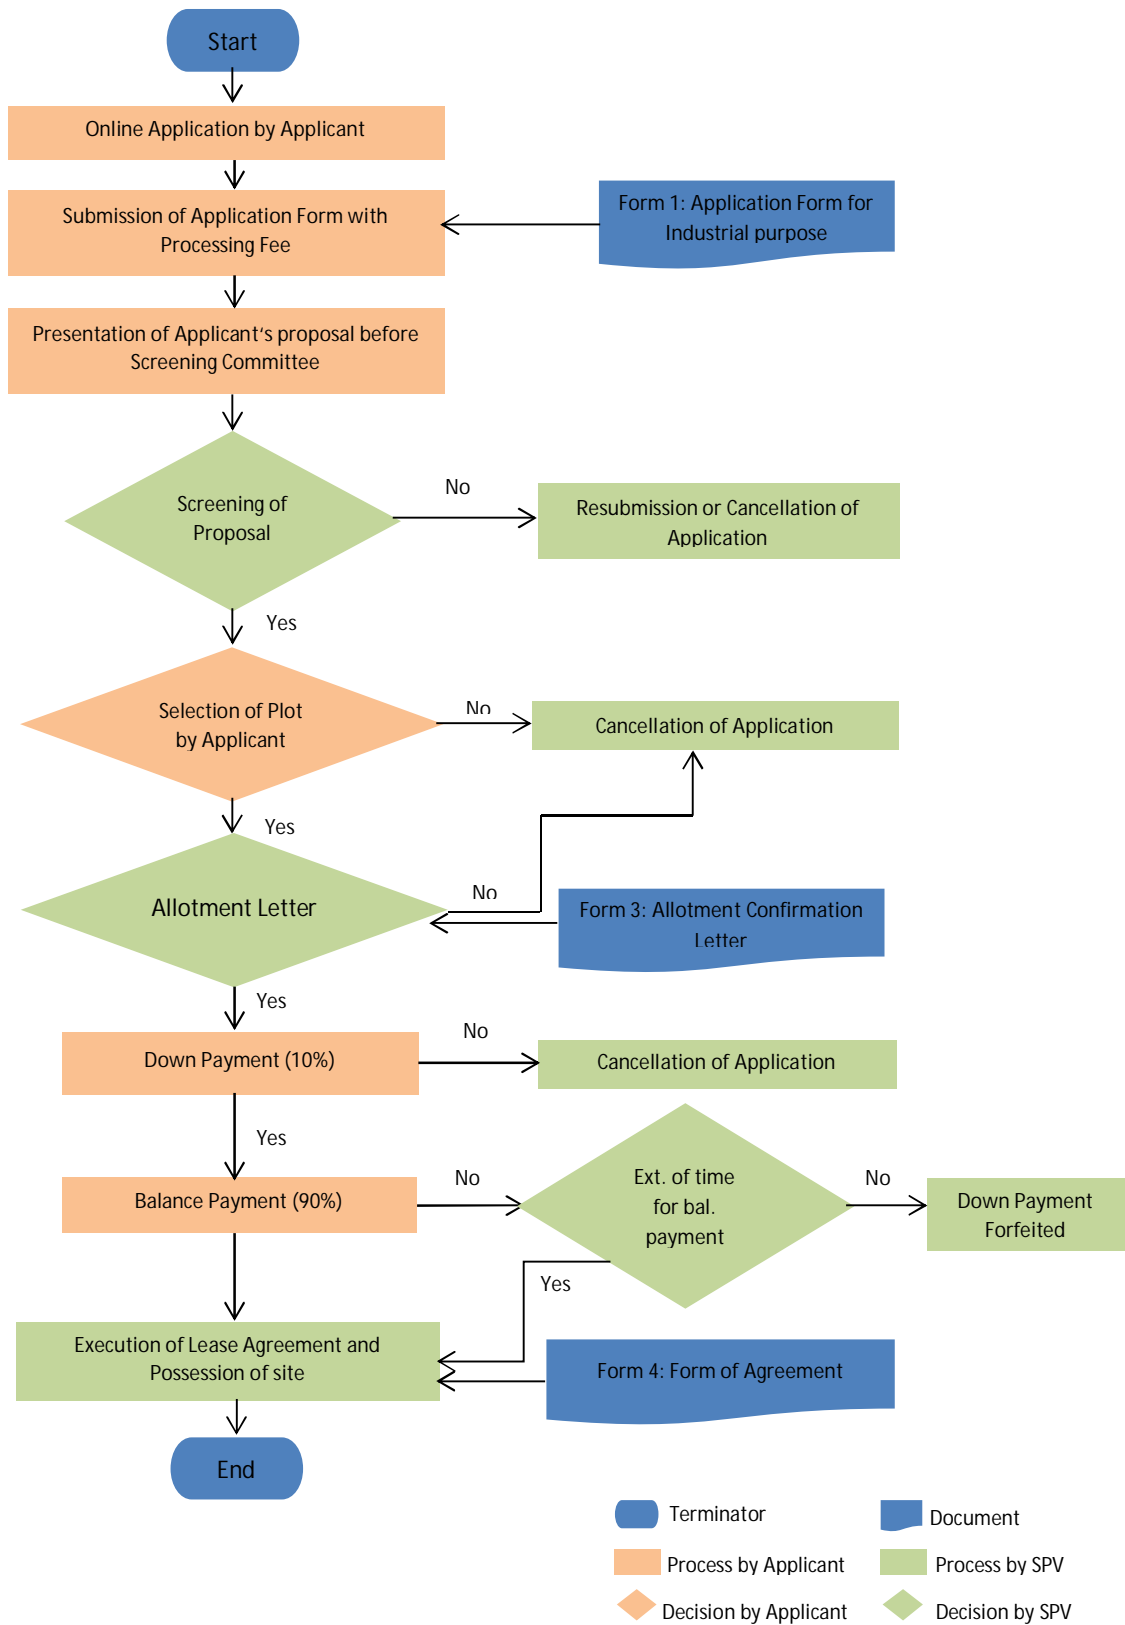 Start
Online Application by Applicant
Submission of Application Form with
Processing Fee
Form 1: Application Form for
Industrial purpose
Presentation of Applicant‘s proposal before
Screening Committee
Screening of
Proposal
No
Resubmission or Cancellation of
Application
Yes
Selection of Plot
by Applicant
No
Cancellation of Application
Yes
Allotment Letter
No
Form 3: Allotment Confirmation
Letter
Yes
Down Payment (10%)
No
Cancellation of Application
Yes
Balance Payment (90%)
No
Ext. of time
for bal.
payment
No
Down Payment
Forfeited
Yes
Execution of Lease Agreement and
Possession of site
Form 4: Form of Agreement
End
Terminator
Document
Process by Applicant
Process by SPV
Decision by Applicant
Decision by SPV